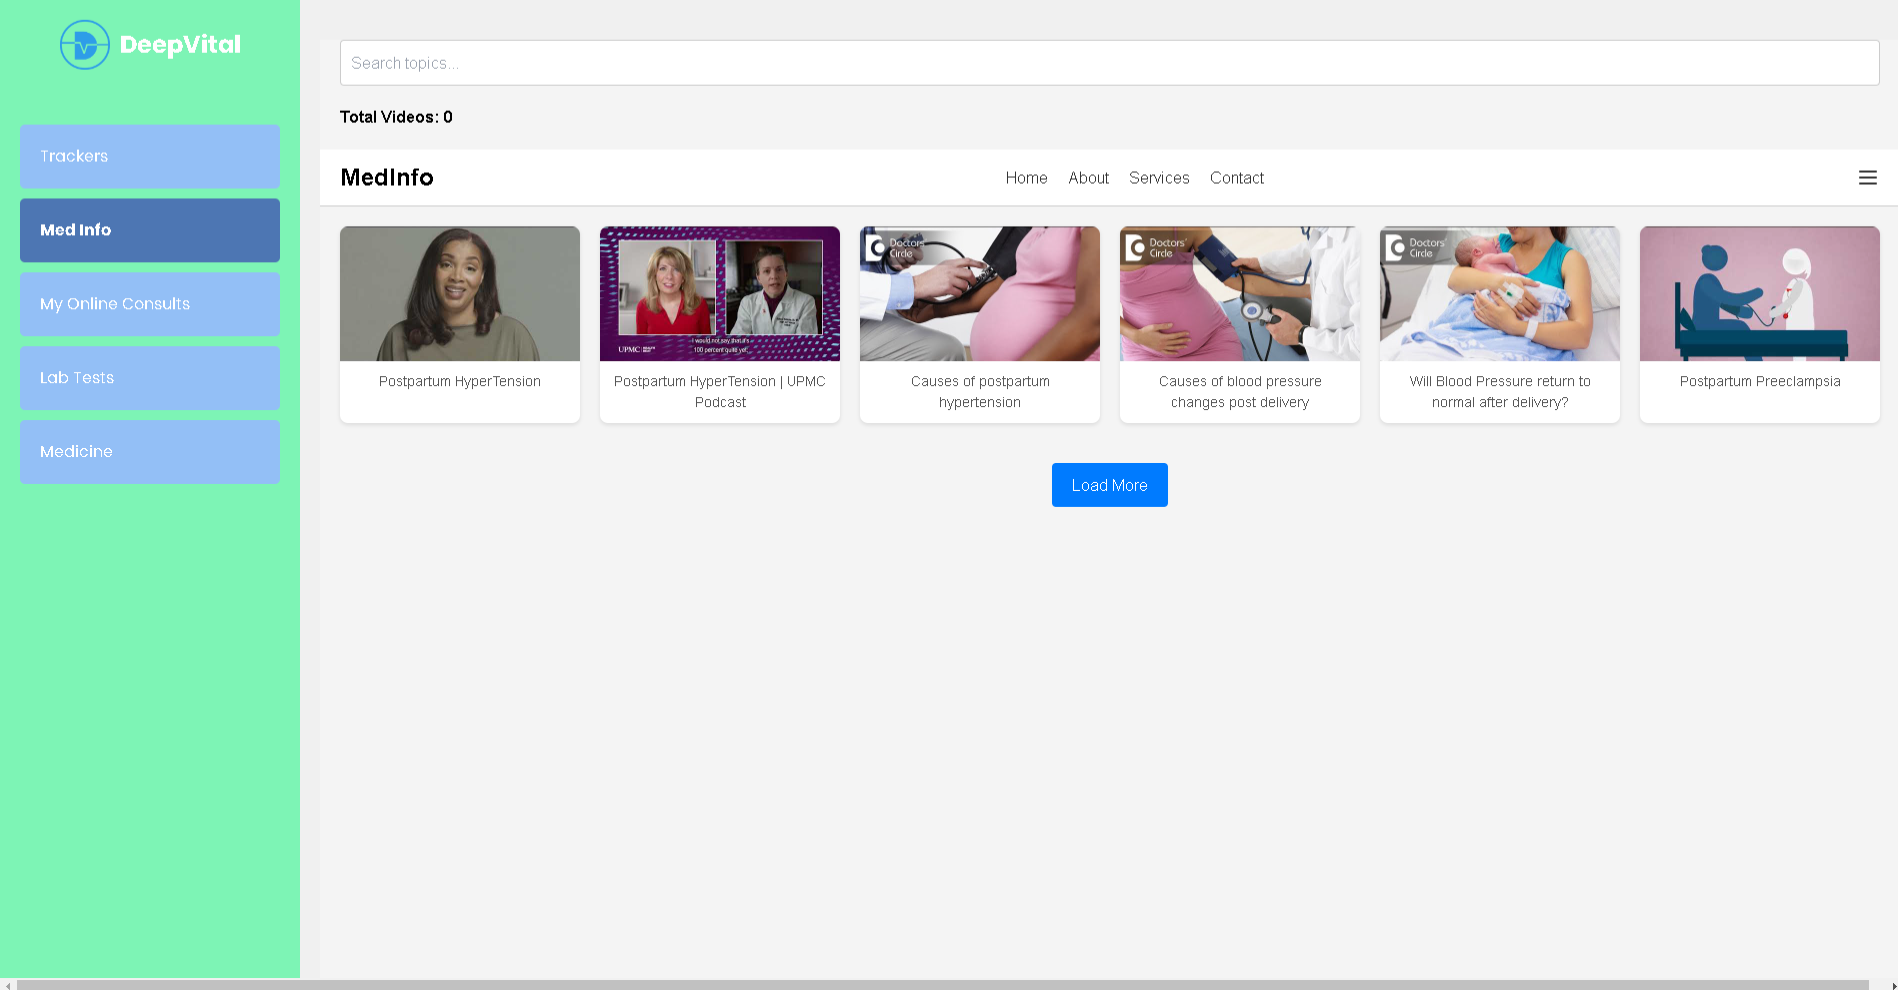 DeepVital
Trackers
Med Info
My Online Consults
Lab Tests
Medicine
Search topics...
Total Videos: 0
MedInfo
Home About Services Contact
Postpartum HyperTension
UPMC
I would not say that it's
100 percent quite yet,
Postpartum HyperTension | UPMC
Podcast
Doctors'
Circle
Causes of postpartum
hypertension
Doctors'
Circle
Causes of blood pressure
changes post delivery
Doctors'
Circle
Will Blood Pressure return to
normal after delivery?
Postpartum Preeclampsia
Load More